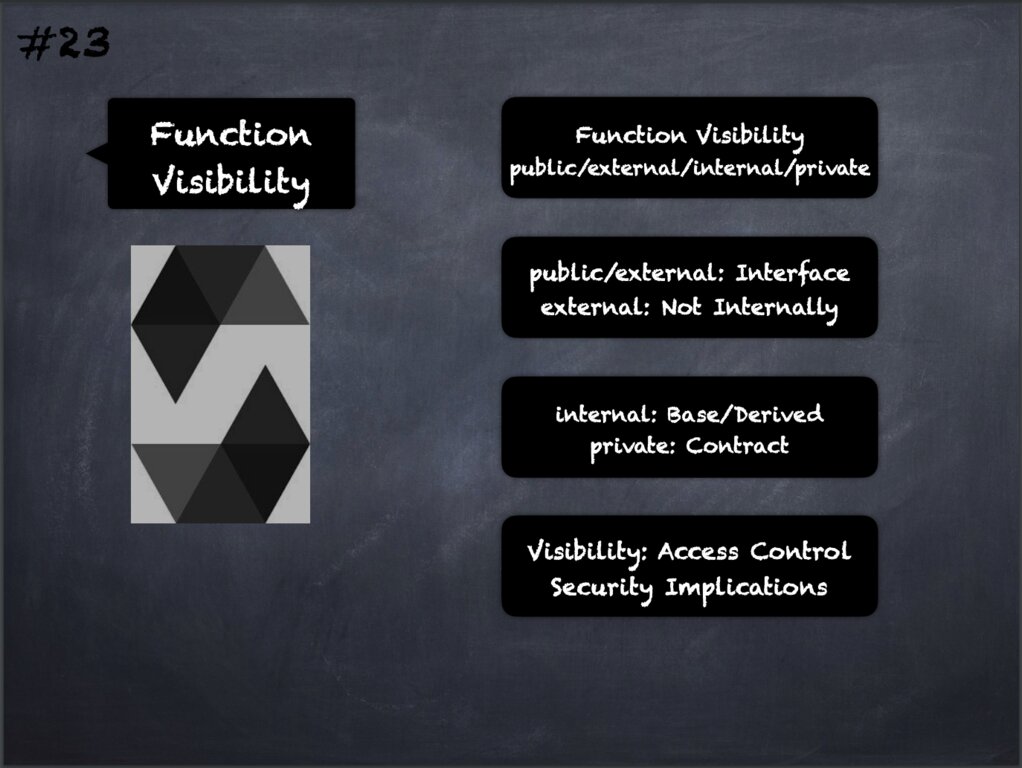 #23
Function
Visibility
Function Visibility
public/external/internal/private
public/external: Interface
external: Not Internally
internal: Base/Derived
private: Contract
Visibility: Access Control
Security Implications